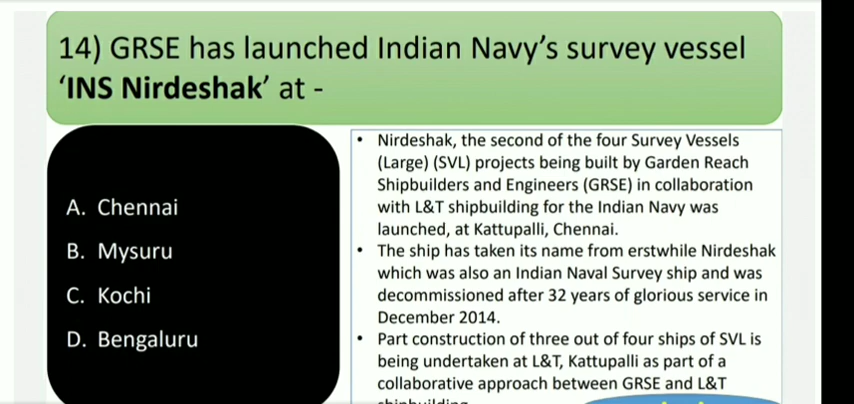 14) GRSE has launched Indian Navy’s survey vessel
‘INS Nirdeshak’ at -
A. Chennai
B. Mysuru
C. Kochi
D. Bengaluru
• Nirdeshak, the second of the four Survey Vessels
(Large) (SVL) projects being built by Garden Reach
Shipbuilders and Engineers (GRSE) in collaboration
with L&T shipbuilding for the Indian Navy was
launched, at Kattupalli, Chennai.
• The ship has taken its name from erstwhile Nirdeshak
which was also an Indian Naval Survey ship and was
decommissioned after 32 years of glorious service in
December 2014.
• Part construction of three out of four ships of SVL is
being undertaken at L&T, Kattupalli as part of a
collaborative approach between GRSE and L&T